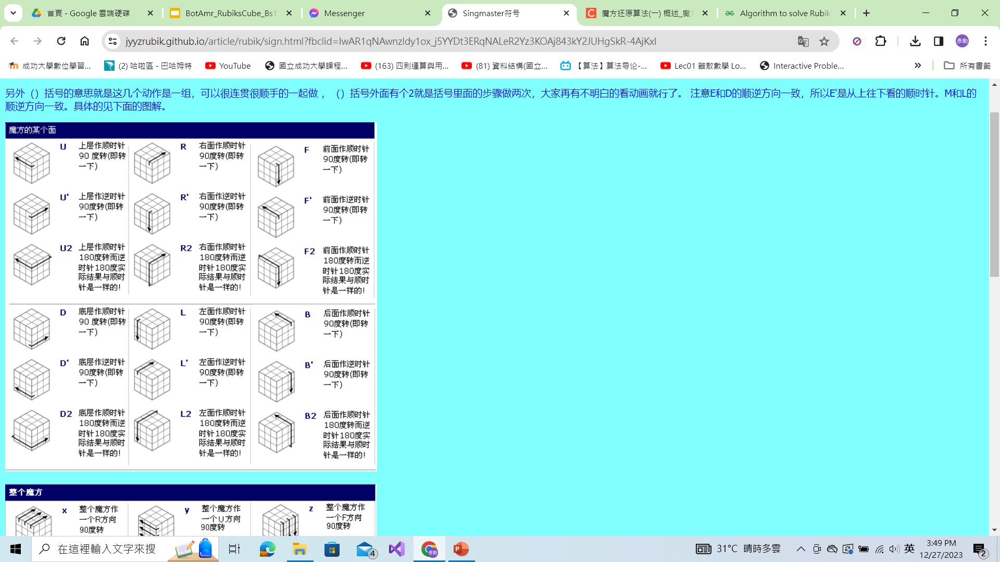 首頁 - Google 雲端硬碟
BotAmr_RubiksCube_Bs1
Messenger
Singmaster符号
魔方还原算法(一) 概述_魔方
Algorithm to solve Rubik'
jyyzrubik.github.io/article/rubik/sign.html?fbclid=IwAR1qNAwnzldy1ox_j5YYDt3ERqNALeR2Yz3KOAj843kY2JUHgSkR-4AjKxI
彥勳
成功大學數位學習...
(2) 哈啦區 - 巴哈姆特
YouTube
國立成功大學課程...
(163) 四則運算與用...
(81) 資料結構(國立...
【算法】算法导论-...
Lec01 離散數學 Lo...
Interactive Proble...
所有書籤
另外（）括号的意思就是这几个动作是一组，可以很连贯很顺手的一起做 ，（）括号外面有个2就是括号里面的步骤做两次，大家再有不明白的看动画就行了。 注意E和D的顺逆方向一致，所以E'是从上往下看的顺时针。M和L的
顺逆方向一致。具体的见下面的图解。
魔方的某个面
U
上层作顺时针
90 度转(即转
一下)
R
右面作顺时针
90度转(即转
一下)
F
前面作顺时针
90度转(即转
一下)
U'
上层作逆时针
90度转(即转
一下)
R'
右面作逆时针
90度转(即转
一下)
F'
前面作逆时针
90度转(即转
一下)
U2
上层作顺时针
180度转而逆
时针180度实
际结果与顺时
针是一样的!
R2
右面作顺时针
180度转而逆
时针180度实
际结果与顺时
针是一样的!
F2
前面作顺时针
180度转而逆
时针180度实
际结果与顺时
针是一样的!
D
底层作顺时针
90 度转(即转
一下)
L
左面作顺时针
90度转(即转
一下)
B
后面作顺时针
90度转(即转
一下)
D'
底层作逆时针
90度转(即转
一下)
L'
左面作逆时针
90度转(即转
一下)
B'
后面作逆时针
90度转(即转
一下)
D2
底层作顺时针
180度转而逆
时针180度实
际结果与顺时
针是一样的!
L2
左面作顺时针
180度转而逆
时针180度实
际结果与顺时
针是一样的!
B2
后面作顺时针
180度转而逆
时针180度实
际结果与顺时
针是一样的!
整个魔方
x
整个魔方作
一个R方向
90度转
y
整个魔方作
一个U方向
90度转
z
整个魔方作
一个F方向
90度转
在這裡輸入文字來搜
4
31°C 晴時多雲
英
3:49 PM
12/27/2023
2